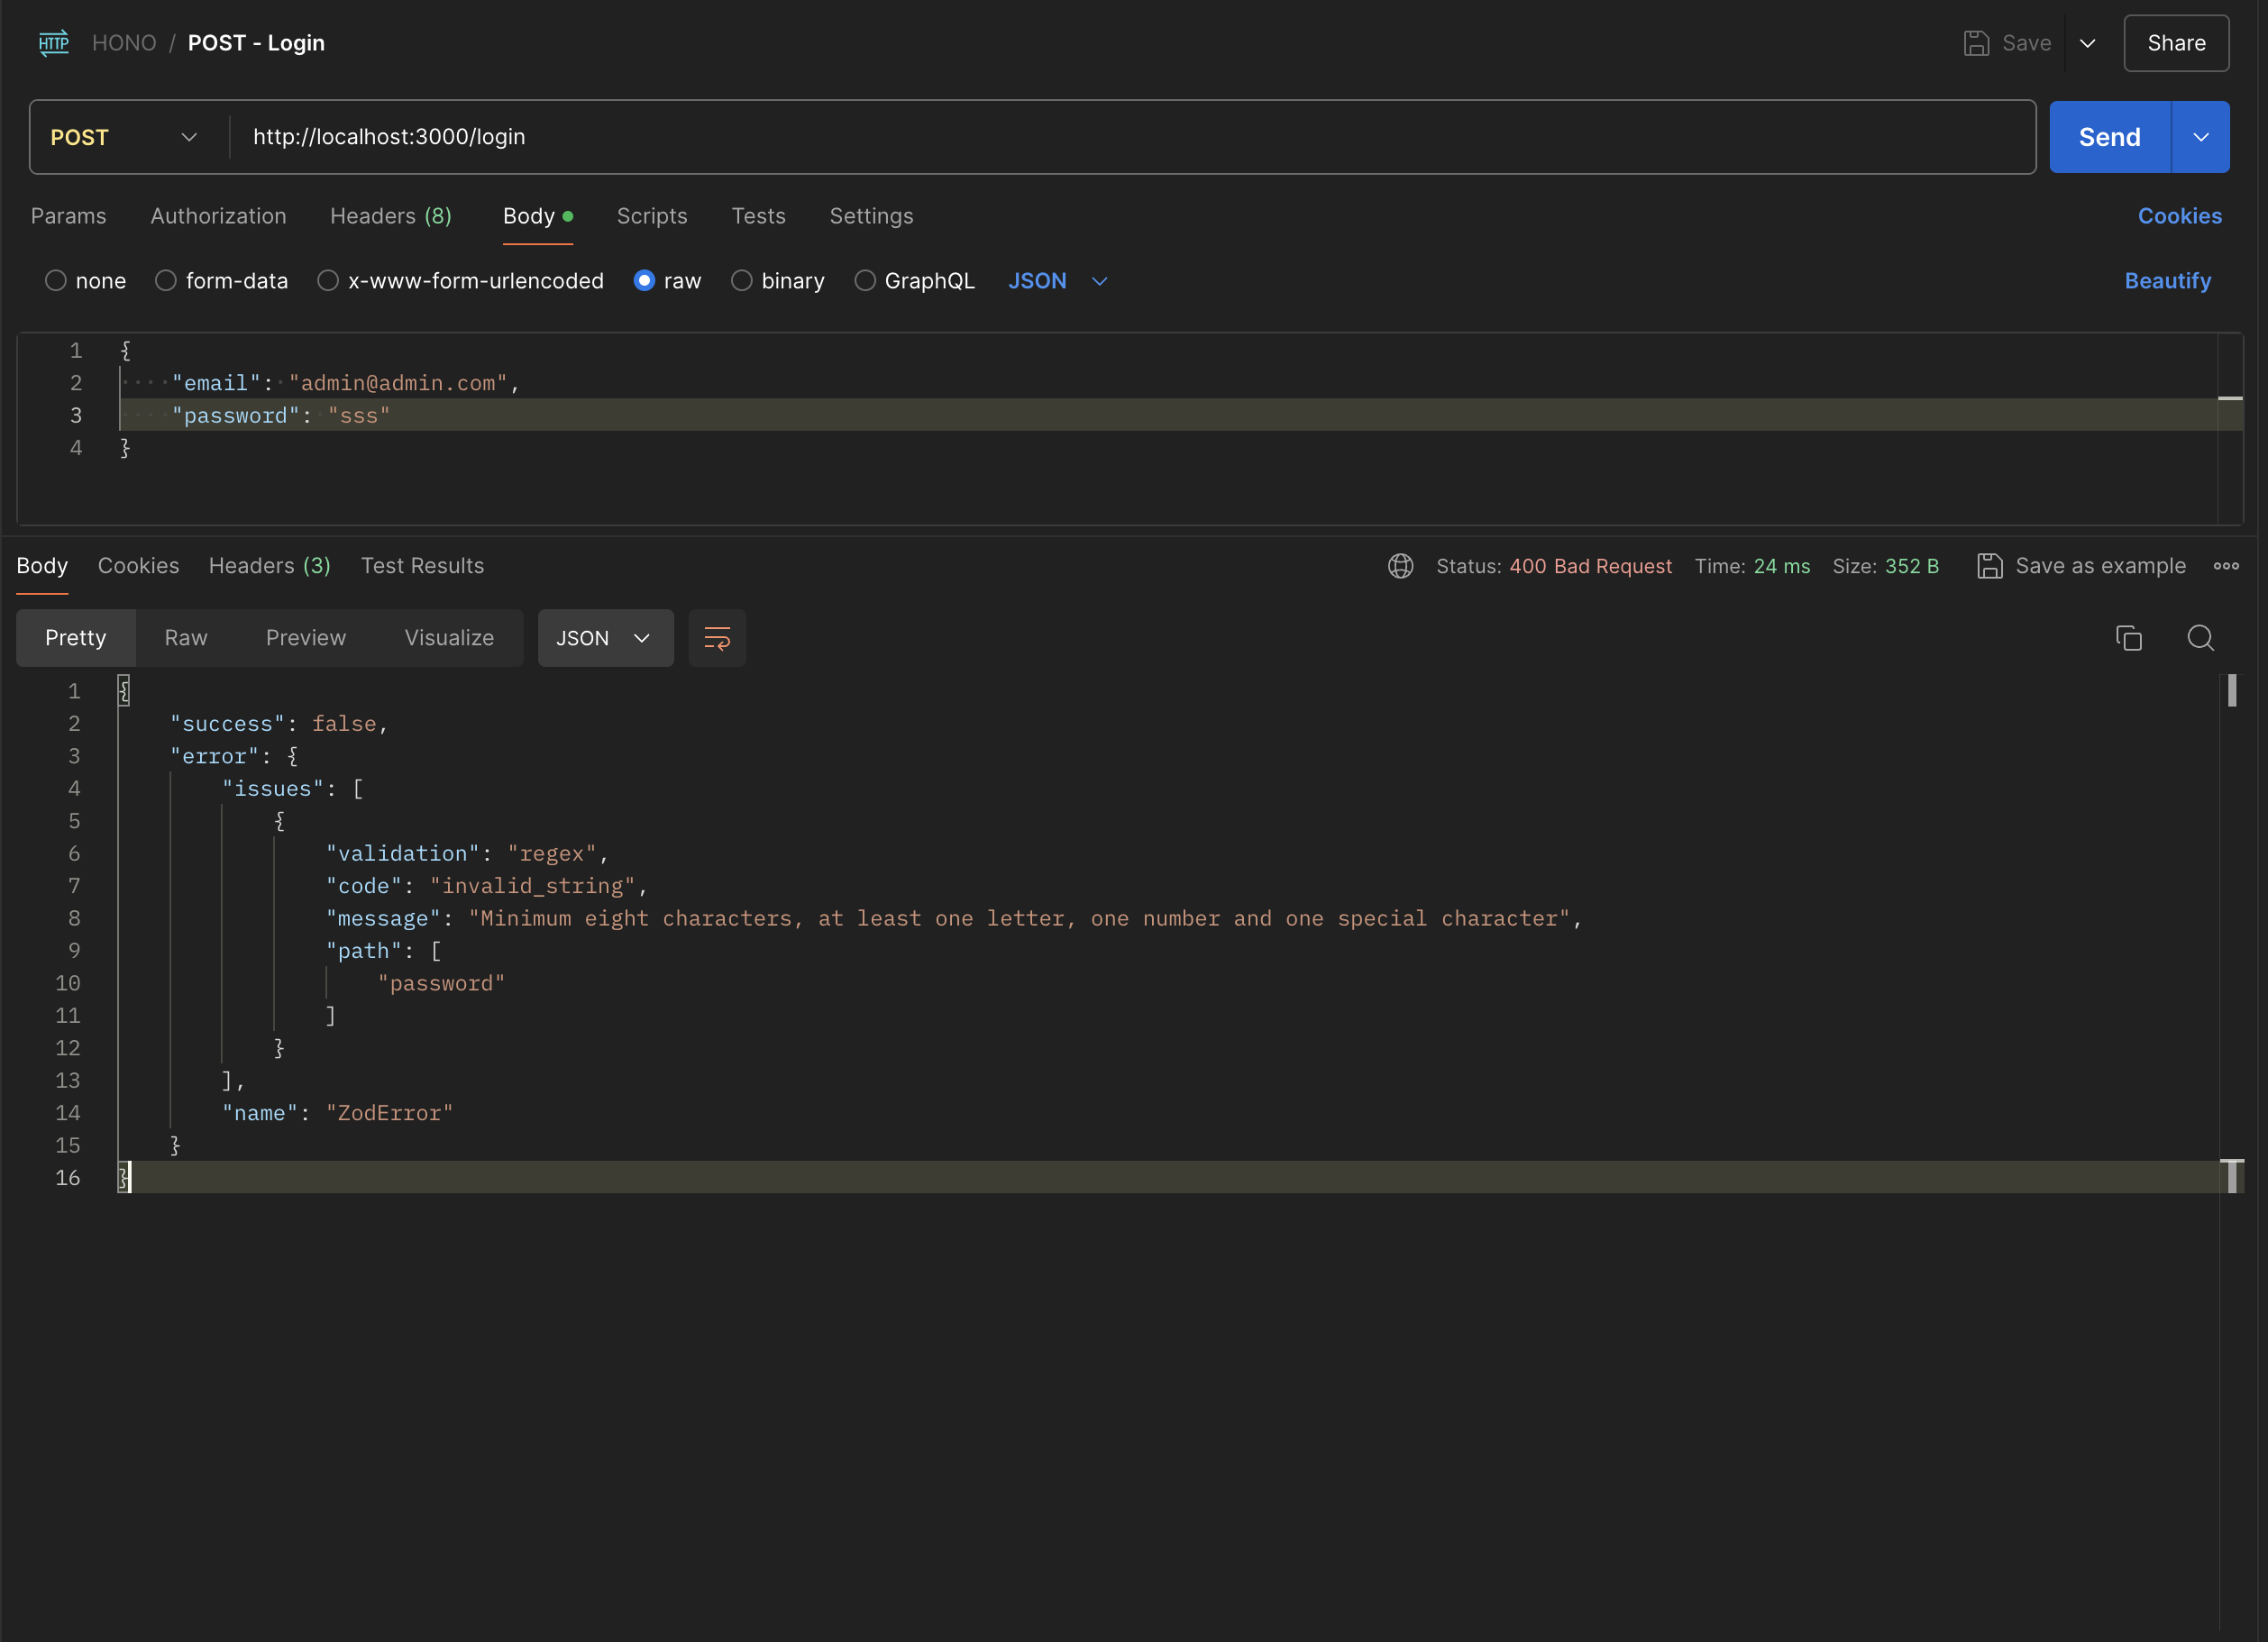 HTTP HONO / POST - Login Save Share
POST http://localhost:3000/login Send
Params Authorization Headers (8) Body Scripts Tests Settings Cookies
none form-data x-www-form-urlencoded raw binary GraphQL JSON Beautify
1 {
2 "email": "admin@admin.com",
3 "password": "sss"
4 }
Body Cookies Headers (3) Test Results Status: 400 Bad Request Time: 24 ms Size: 352 B Save as example
Pretty Raw Preview Visualize JSON
1 {
2 "success": false,
3 "error": {
4 "issues": [
5 {
6 "validation": "regex",
7 "code": "invalid_string",
8 "message": "Minimum eight characters, at least one letter, one number and one special character",
9 "path": [
10 "password"
11 ]
12 }
13 ],
14 "name": "ZodError"
15 }
16 }